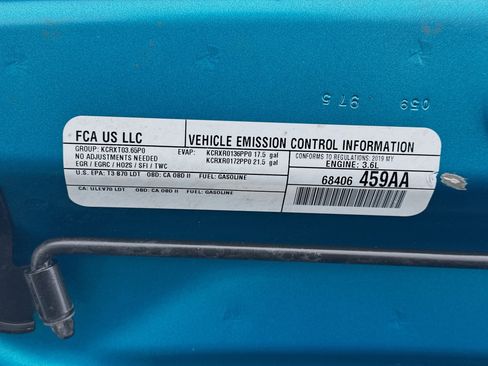 059 975
FCA US LLC
VEHICLE EMISSION CONTROL INFORMATION
GROUP: KCRXT03.65P0
NO ADJUSTMENTS NEEDED
EGR / EGRC / HO2S / SFI / TWC
EVAP: KCRXR0136PP0 17.5 gal
KCRXR0172PP0 21.5 gal
CONFORMS TO REGULATIONS: 2019 MY
ENGINE: 3.6L
U.S. EPA: T3 B70 LDT OBD: CA OBD II FUEL: GASOLINE
68406 459AA
CA: ULEV70 LDT OBD: CA OBD II FUEL: GASOLINE